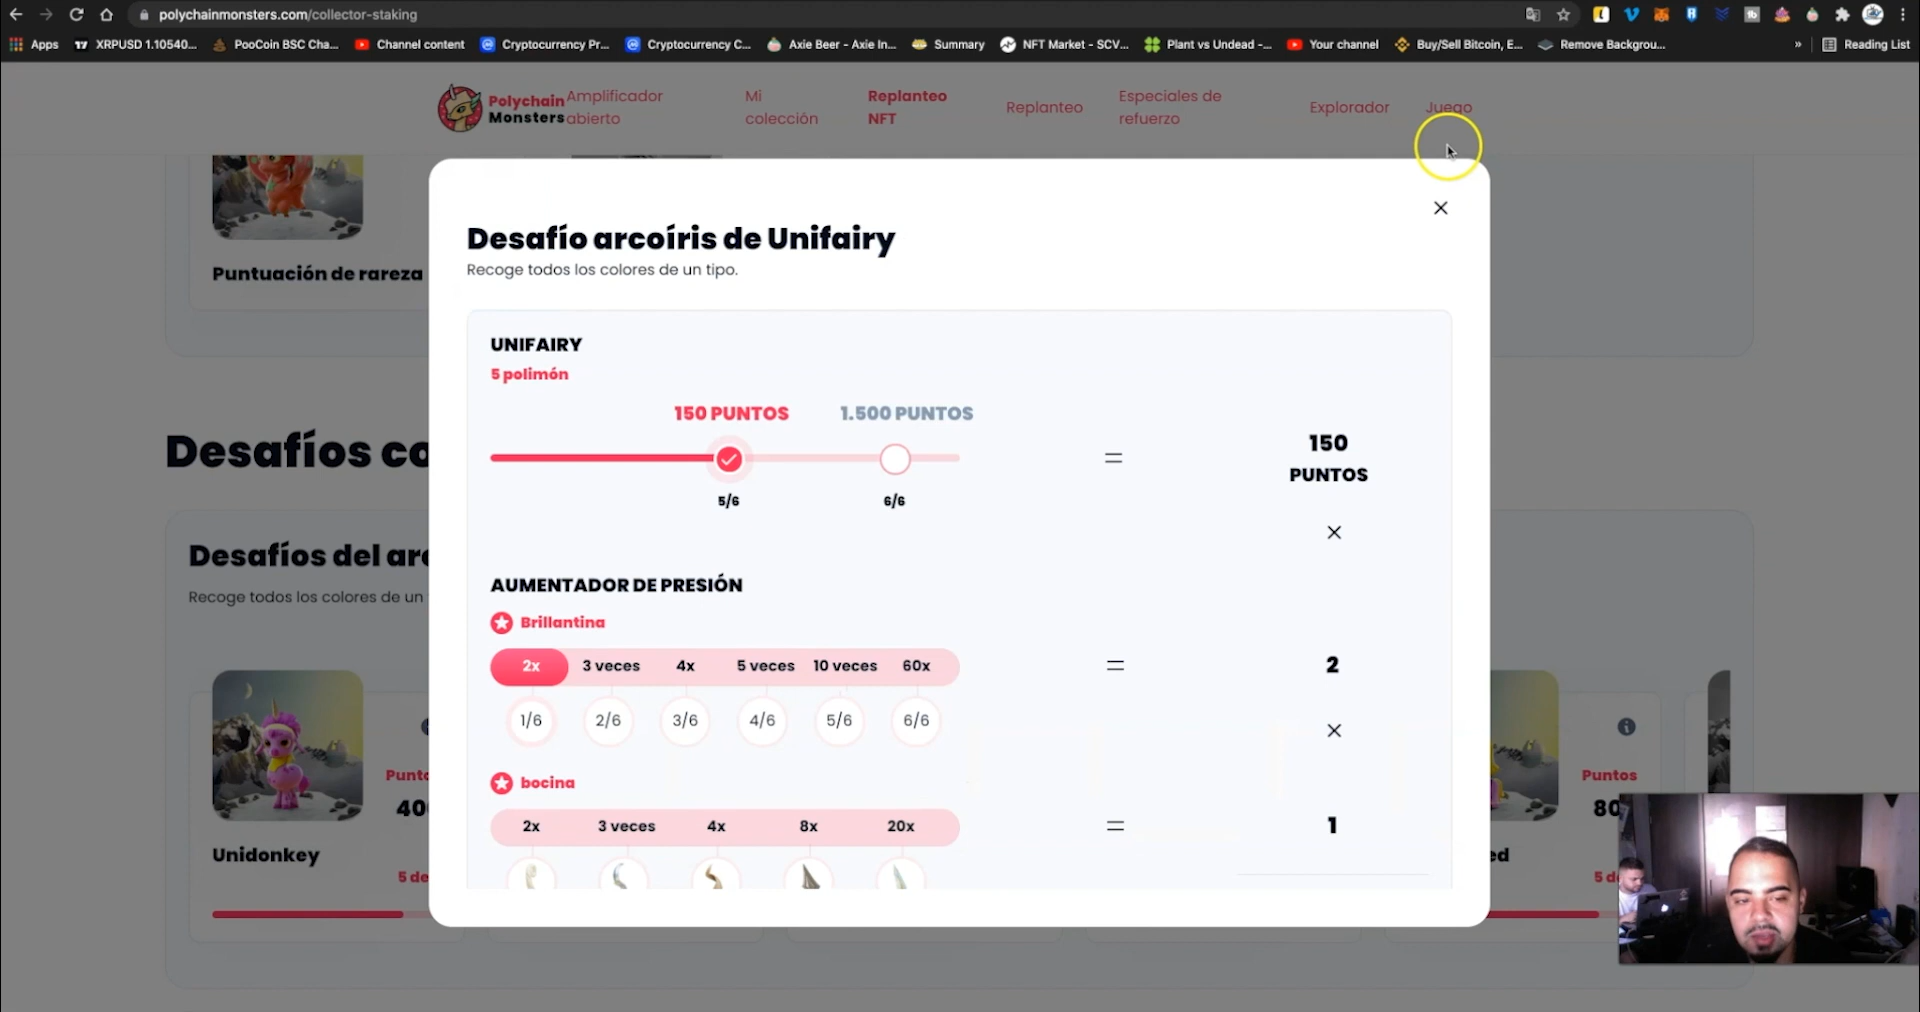 polychainmonsters.com/collector-staking
Apps
XRPUSD 1.10540...
PooCoin BSC Cha...
Channel content
Cryptocurrency Pr...
Cryptocurrency C...
Axie Beer - Axie In...
Summary
NFT Market - SCV...
Plant vs Undead -...
Your channel
Buy/Sell Bitcoin, E...
Remove Backgrou...
»
Reading List
Polychain
Monsters
Amplificador
abierto
Mi
colección
Replanteo
NFT
Replanteo
Especiales de
refuerzo
Explorador
Juego
Puntuación de rareza
Desafío arcoíris de Unifairy
Recoge todos los colores de un tipo.
UNIFAIRY
5 polimón
150 PUNTOS
1.500 PUNTOS
5/6
6/6
=
150
PUNTOS
×
AUMENTADOR DE PRESIÓN
Brillantina
2x
3 veces
4x
5 veces
10 veces
60x
=
2
1/6
2/6
3/6
4/6
5/6
6/6
×
bocina
2x
3 veces
4x
8x
20x
=
1
Desafíos co
Desafíos del ar
Recoge todos los colores de un
Punto
400
Unidonkey
5 de
Puntos
80
ed
5 d